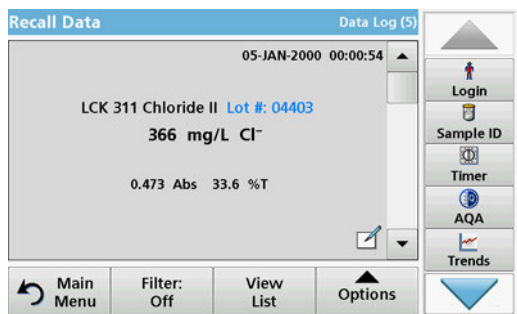 Recall Data Data Log (5)
05-JAN-2000 00:00:54
LCK 311 Chloride II Lot #: 04403
366 mg/L Cl⁻
0.473 Abs 33.6 %T
Login
Sample ID
Timer
AQA
Trends
Main Menu
Filter: Off
View List
Options